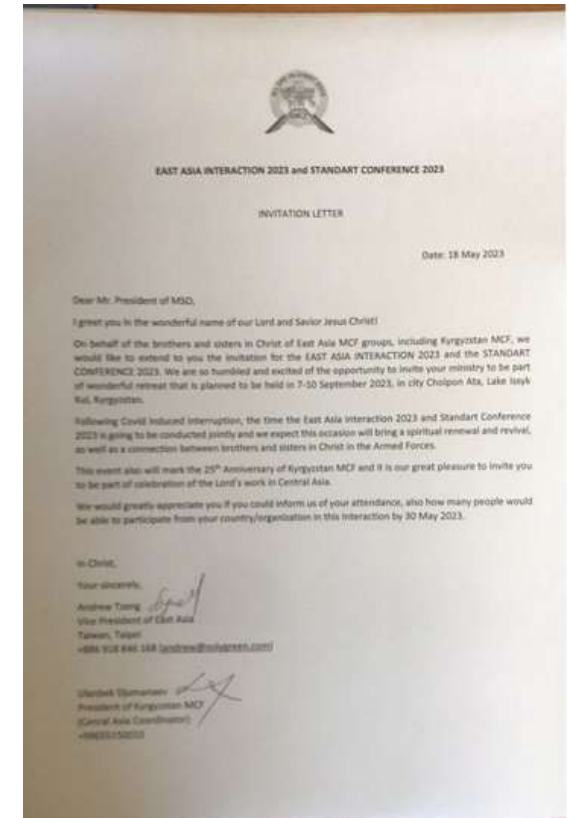 EAST ASIA INTERACTION 2023 and STANDART CONFERENCE 2023
INVITATION LETTER
Date: 18 May 2023
Dear Mr. President of MSO,
I greet you in the wonderful name of our Lord and Savior Jesus Christ!
On behalf of the brothers and sisters in Christ of East Asia MCF groups, including Kyrgyzstan MCF, we
would like to extend to you the invitation for the EAST ASIA INTERACTION 2023 and the STANDART
CONFERENCE 2023. We are so humbled and excited of the opportunity to invite your ministry to be part
of wonderful retreat that is planned to be held in 7-10 September 2023, in city Cholpon Ata, Lake Issyk
Kul, Kyrgyzstan.
Following Covid induced interruption, the time the East Asia Interaction 2023 and Standart Conference
2023 is going to be conducted jointly and we expect this occasion will bring a spiritual renewal and revival,
as well as a connection between brothers and sisters in Christ in the Armed Forces.
This event also will mark the 25th Anniversary of Kyrgyzstan MCF and it is our great pleasure to invite you
to be part of celebration of the Lord's work in Central Asia.
We would greatly appreciate you if you could inform us of your attendance, also how many people would
be able to participate from your country/organization in this Interaction by 30 May 2023.
In Christ,
Your sincerely,
Andrew Tseng
Vice President of East Asia
Taiwan, Taipei
+886 918 846 168
President of Kyrgyzstan MCF
(Central Asia Coordinator)